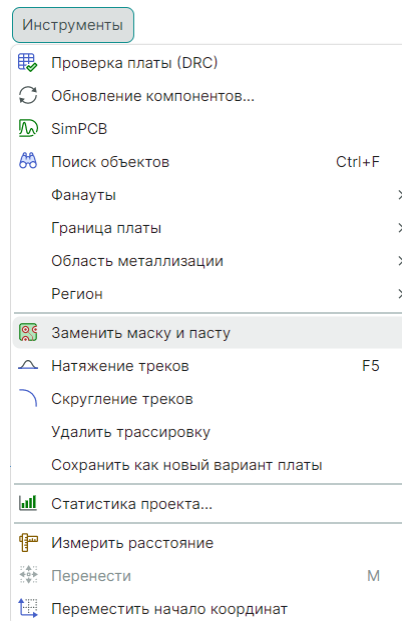 Инструменты
Проверка платы (DRC)
Обновление компонентов...
SimPCB
Поиск объектов Ctrl+F
Фанауты
Граница платы
Область металлизации
Регион
Заменить маску и пасту
Натяжение треков F5
Скругление треков
Удалить трассировку
Сохранить как новый вариант платы
Статистика проекта...
Измерить расстояние
Перенести M
Переместить начало координат